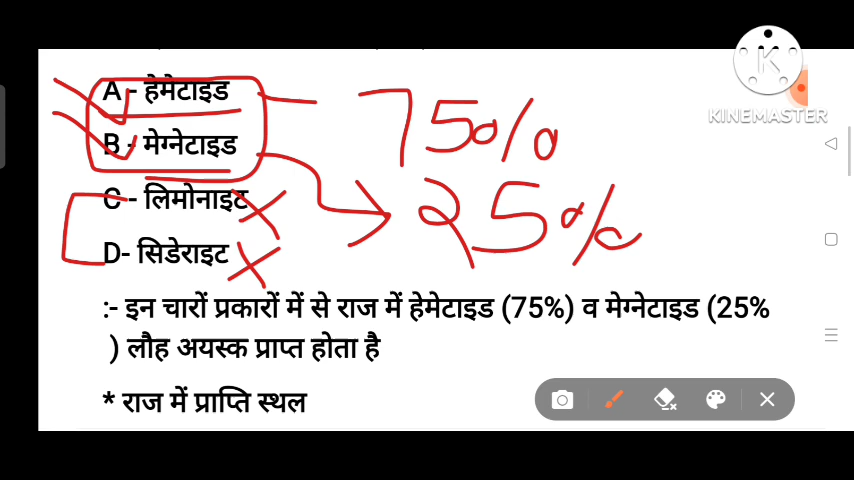 A - हेमेटाइड
75%
KINEMASTER
B - मेग्नेटाइड
25%
C - लिमोनाइट
D- सिडेराइट
:- इन चारों प्रकारों में से राज में हेमेटाइड (75%) व मेग्नेटाइड (25%
) लौह अयस्क प्राप्त होता है
* राज में प्राप्ति स्थल